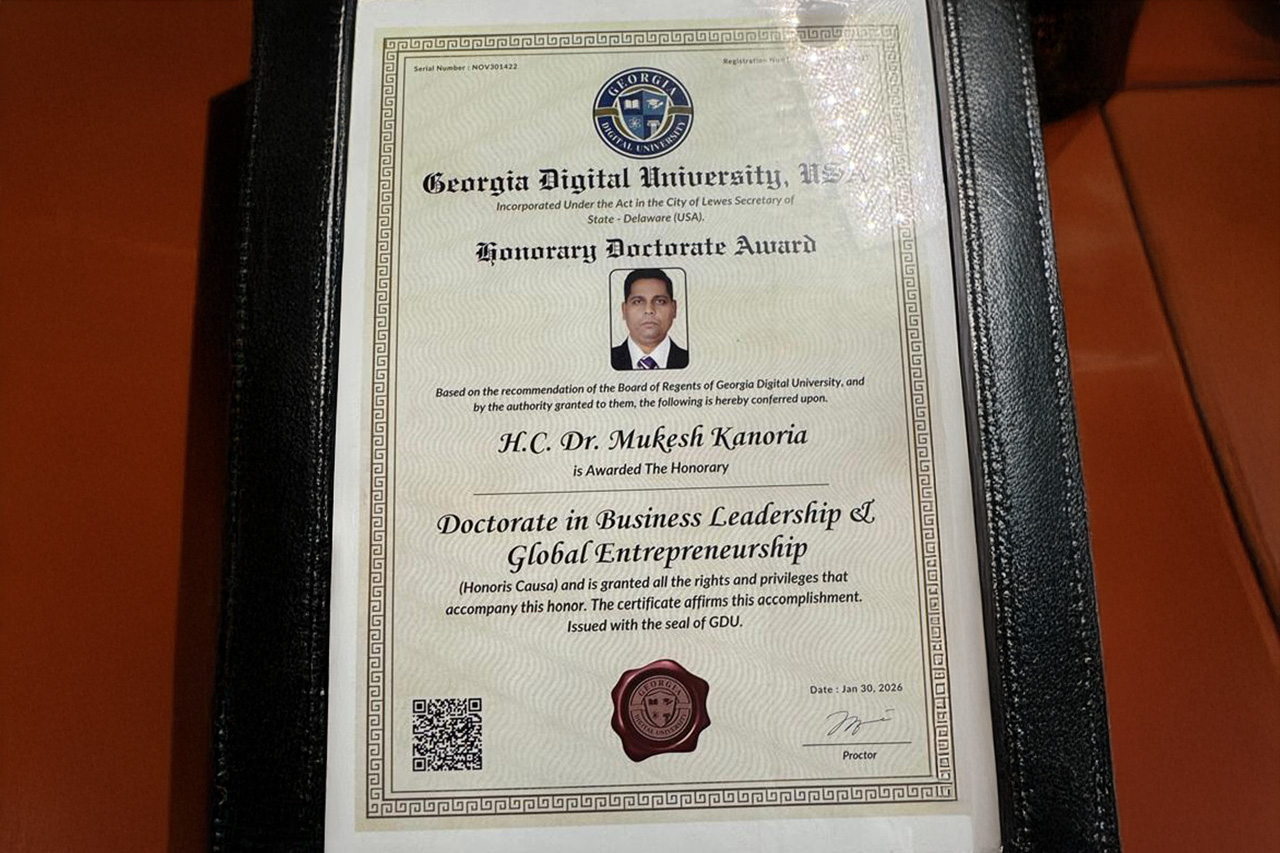 Serial Number : NOV301422
Registration
GEORGIA
DIGITAL UNIVERSITY
Georgia Digital University, USA
Incorporated Under the Act in the City of Lewes Secretary of
State - Delaware (USA).
Honorary Doctorate Award
Based on the recommendation of the Board of Regents of Georgia Digital University, and
by the authority granted to them, the following is hereby conferred upon.
H.C. Dr. Mukesh Kanoria
is Awarded The Honorary
Doctorate in Business Leadership &
Global Entrepreneurship
(Honoris Causa) and is granted all the rights and privileges that
accompany this honor. The certificate affirms this accomplishment.
Issued with the seal of GDU.
GEORGIA
DIGITAL UNIVERSITY
Date : Jan 30, 2026
Proctor